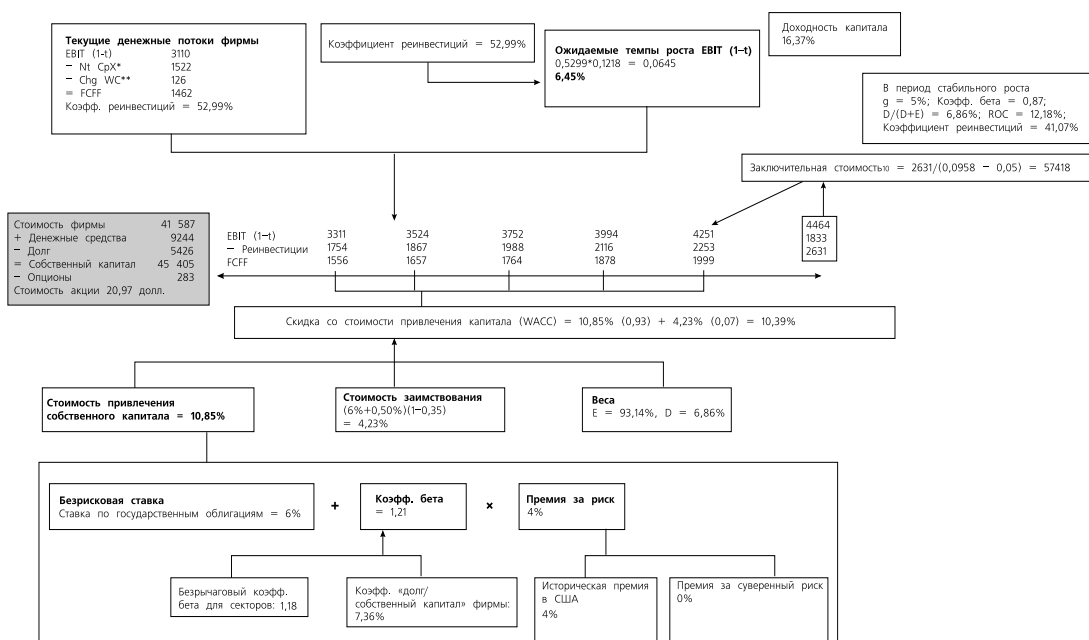 Текущие денежные потоки фирмы
EBIT (1-t) 3110
− Nt CpX* 1522
− Chg WC** 126
= FCFF 1462
Коэфф. реинвестиций = 52,99%
Коэффициент реинвестиций = 52,99%
Ожидаемые темпы роста EBIT (1−t)
0,5299*0,1218 = 0,0645
6,45%
Доходность капитала
16,37%
В период стабильного роста
g = 5%; Коэфф. бета = 0,87;
D/(D+E) = 6,86%; ROC = 12,18%;
Коэффициент реинвестиций = 41,07%
Заключительная стоимость10 = 2631/(0,0958 − 0,05) = 57418
Стоимость фирмы 41 587
+ Денежные средства 9244
− Долг 5426
= Собственный капитал 45 405
− Опционы 283
Стоимость акции 20,97 долл.
EBIT (1-t) 3311 3524 3752 3994 4251 4464
− Реинвестиции 1754 1867 1988 2116 2253 1833
FCFF 1556 1657 1764 1878 1999 2631
Скидка со стоимости привлечения капитала (WACC) = 10,85% (0,93) + 4,23% (0,07) = 10,39%
Стоимость привлечения
собственного капитала = 10,85%
Стоимость заимствования
(6%+0,50%)(1−0,35)
= 4,23%
Веса
E = 93,14%, D = 6,86%
Безрисковая ставка
Ставка по государственным облигациям = 6%
+
Коэфф. бета
= 1,21
×
Премия за риск
4%
Безрычаговый коэфф.
бета для секторов: 1,18
Коэфф. «долг/
собственный капитал» фирмы:
7,36%
Историческая премия
в США
4%
Премия за суверенный риск
0%